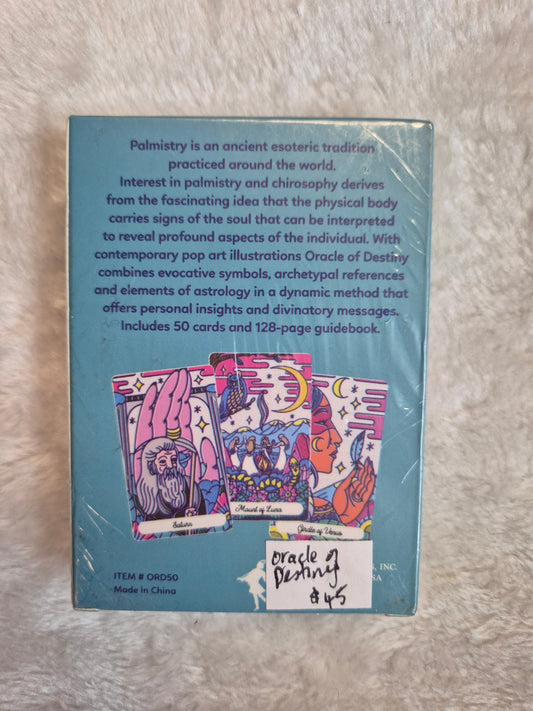 Palmistry is an ancient esoteric tradition
practiced around the world.
Interest in palmistry and chirosophy derives
from the fascinating idea that the physical body
carries signs of the soul that can be interpreted
to reveal profound aspects of the individual. With
contemporary pop art illustrations Oracle of Destiny
combines evocative symbols, archetypal references
and elements of astrology in a dynamic method that
offers personal insights and divinatory messages.
Includes 50 cards and 128-page guidebook.
Saturn
Mount of Luna
Girdle of Venus
ITEM # ORD50
Made in China
oracle of
Destiny
$45
, INC.